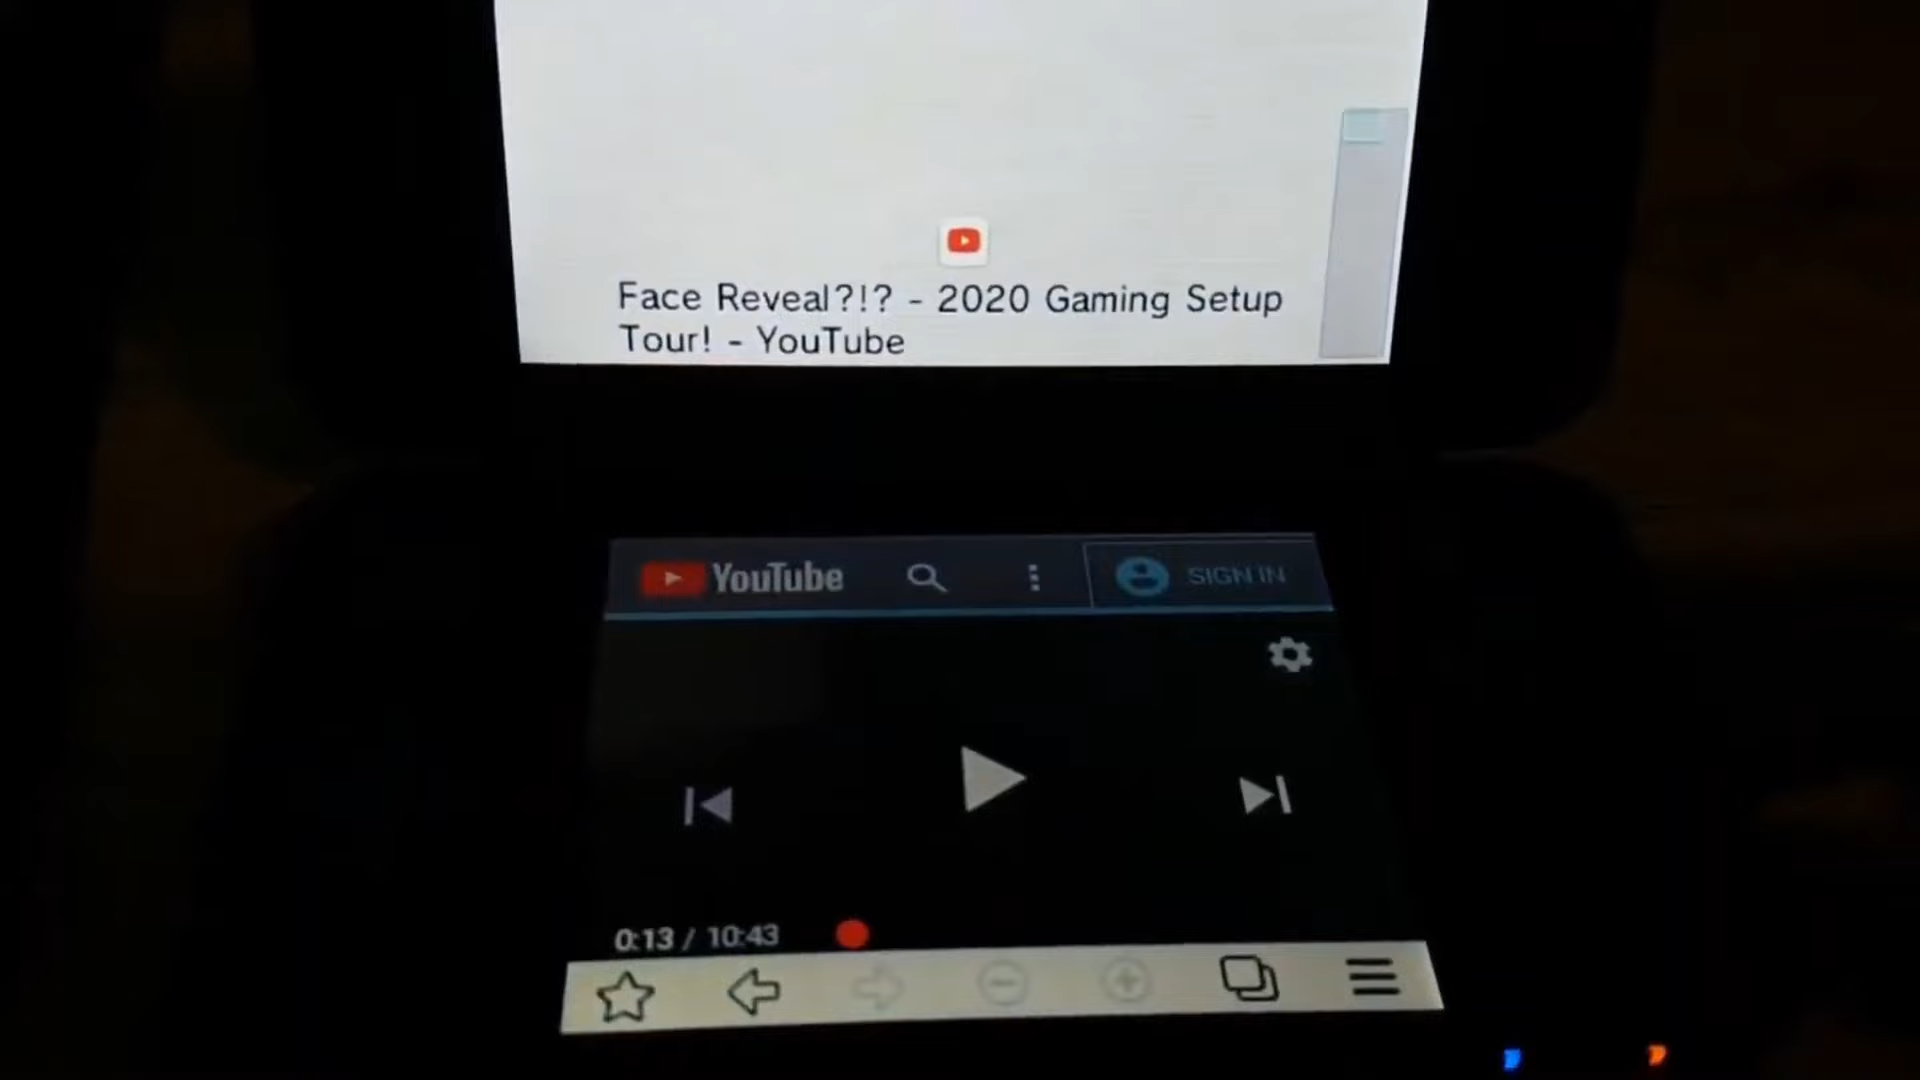 Face Reveal?!? - 2020 Gaming Setup
Tour! - YouTube
YouTube
SIGN IN
0:13 / 10:43